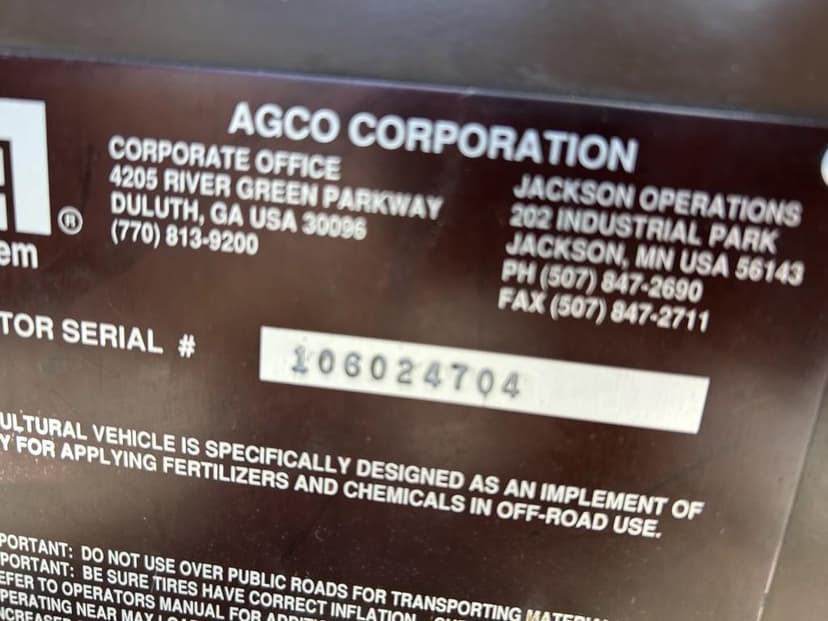 AGCO CORPORATION
CORPORATE OFFICE
4205 RIVER GREEN PARKWAY
DULUTH, GA USA 30096
(770) 813-9200
JACKSON OPERATIONS
202 INDUSTRIAL PARK
JACKSON, MN USA 56143
PH (507) 847-2690
FAX (507) 847-2711
®
em
TOR SERIAL #
106024704
ULTURAL VEHICLE IS SPECIFICALLY DESIGNED AS AN IMPLEMENT OF
Y FOR APPLYING FERTILIZERS AND CHEMICALS IN OFF-ROAD USE.
PORTANT: DO NOT USE OVER PUBLIC ROADS FOR TRANSPORTING
PORTANT: BE SURE TIRES HAVE CORRECT INFLATION.
EFER TO OPERATORS MANUAL FOR
PERATING NEAR MAX
NCREASED